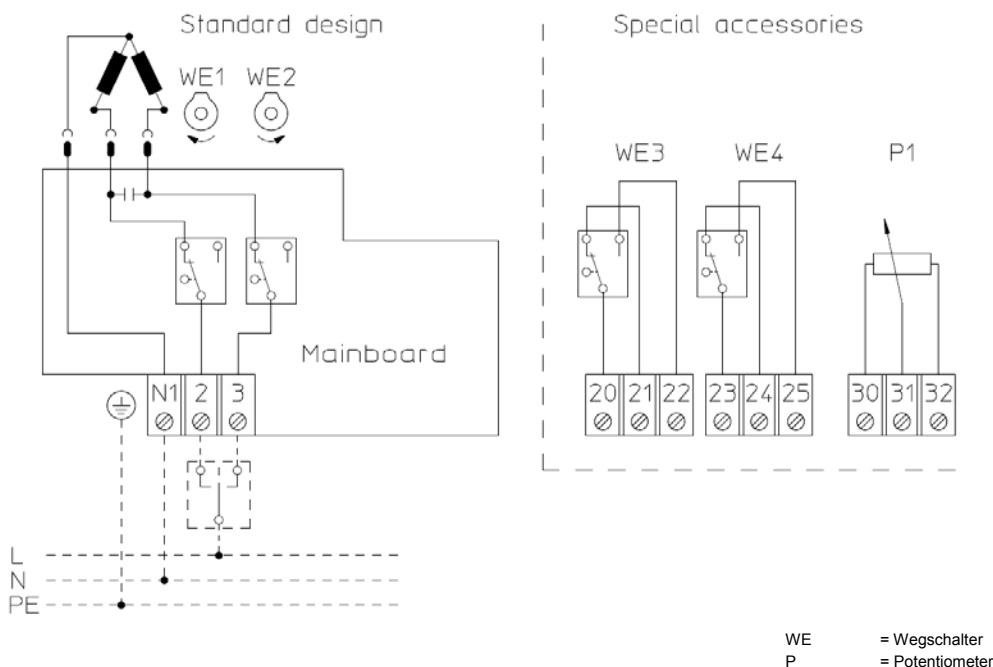 Standard design
Special accessories
WE1 WE2
WE3 WE4 P1
Mainboard
N1 2 3
20 21 22 23 24 25 30 31 32
L
N
PE
WE = Wegschalter
P = Potentiometer